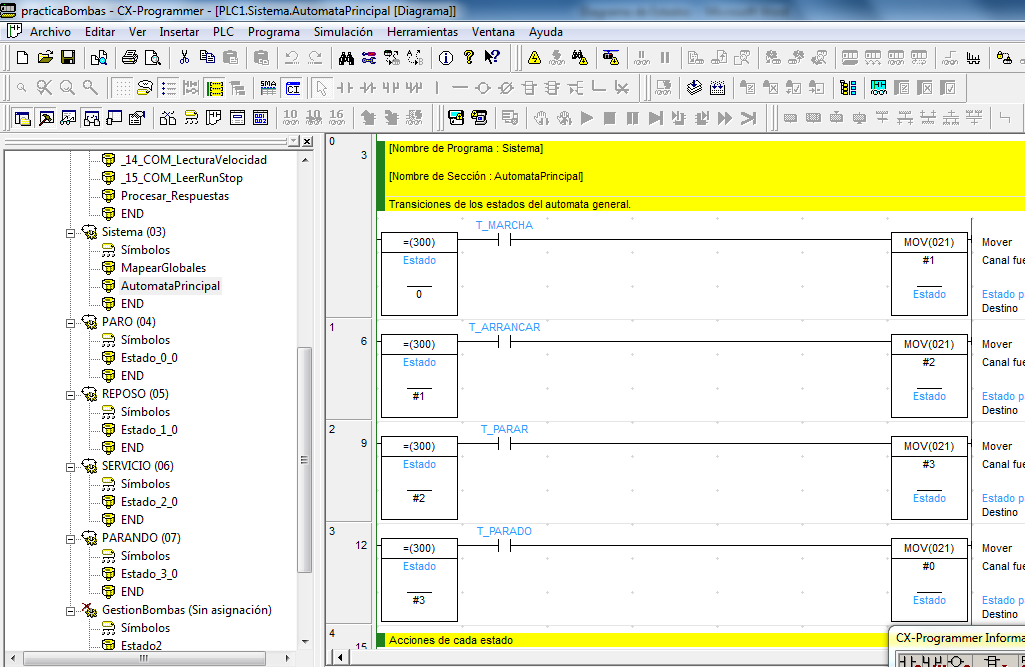 practicaBombas - CX-Programmer - [PLC1.Sistema.AutomataPrincipal [Diagrama]]
Archivo Editar Ver Insertar PLC Programa Simulación Herramientas Ventana Ayuda
SMA CI
10 10 16
_14_COM_LecturaVelocidad
_15_COM_LeerRunStop
Procesar_Respuestas
END
Sistema (03)
Símbolos
MapearGlobales
AutomataPrincipal
END
PARO (04)
Símbolos
Estado_0_0
END
REPOSO (05)
Símbolos
Estado_1_0
END
SERVICIO (06)
Símbolos
Estado_2_0
END
PARANDO (07)
Símbolos
Estado_3_0
END
GestionBombas (Sin asignación)
Símbolos
Estado2
0
3
[Nombre de Programa : Sistema]
[Nombre de Sección : AutomataPrincipal]
Transiciones de los estados del automata general.
T_MARCHA
=(300)
Estado
0
MOV(021)
#1
Estado
Mover
Canal fue
Estado p
Destino
1
6
T_ARRANCAR
=(300)
Estado
#1
MOV(021)
#2
Estado
Mover
Canal fue
Estado p
Destino
2
9
T_PARAR
=(300)
Estado
#2
MOV(021)
#3
Estado
Mover
Canal fue
Estado p
Destino
3
12
T_PARADO
=(300)
Estado
#3
MOV(021)
#0
Estado
Mover
Canal fue
Estado p
Destino
4
15
Acciones de cada estado
CX-Programmer Informa